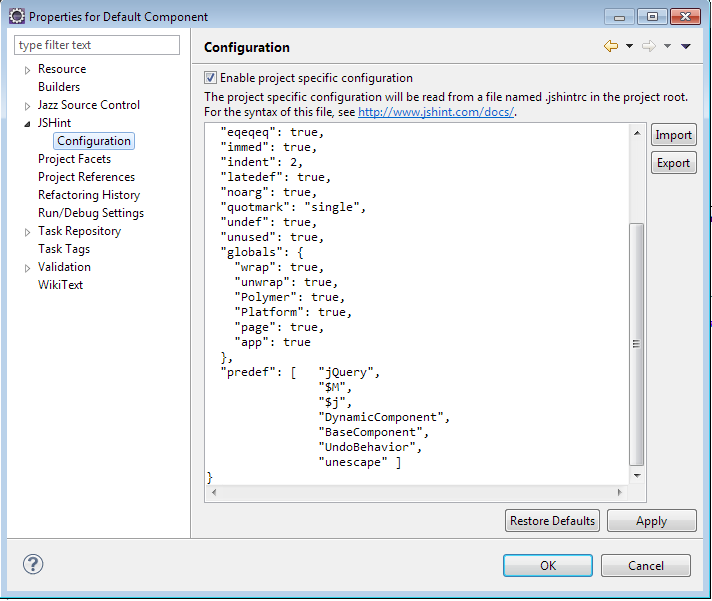 Properties for Default Component
type filter text
Resource
Builders
Jazz Source Control
JSHint
Configuration
Project Facets
Project References
Refactoring History
Run/Debug Settings
Task Repository
Task Tags
Validation
WikiText
Configuration
Enable project specific configuration
The project specific configuration will be read from a file named .jshintrc in the project root.
For the syntax of this file, see http://www.jshint.com/docs/.
"eqeqeq": true,
"immed": true,
"indent": 2,
"latedef": true,
"noarg": true,
"quotmark": "single",
"undef": true,
"unused": true,
"globals": {
"wrap": true,
"unwrap": true,
"Polymer": true,
"Platform": true,
"page": true,
"app": true
},
"predef": [ "jQuery",
"$M",
"$j",
"DynamicComponent",
"BaseComponent",
"UndoBehavior",
"unescape" ]
}
Import
Export
Restore Defaults
Apply
?
OK
Cancel